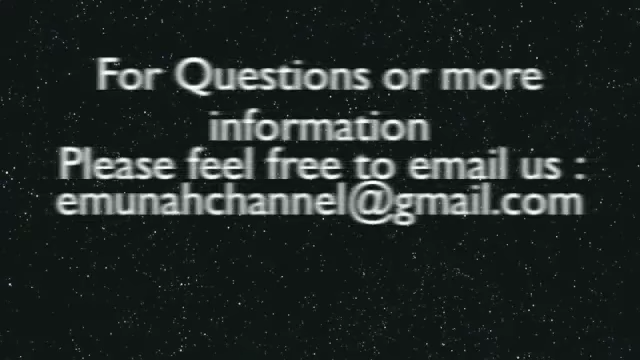 For Questions or more
information
Please feel free to email us :
emunahchannel@gmail.com